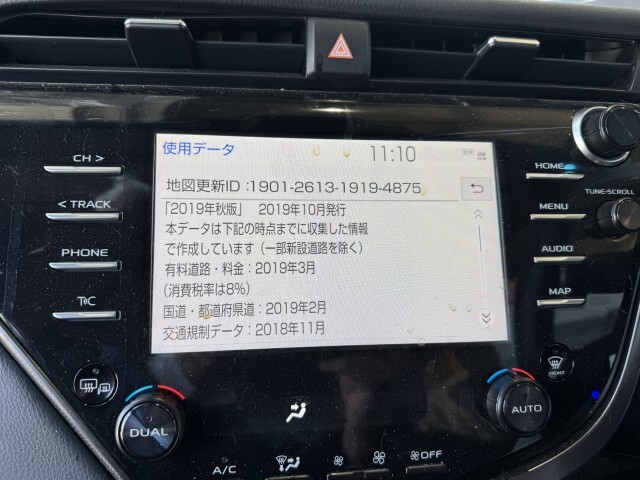 使用データ
11:10
地図更新ID:1901-2613-1919-4875
「2019年秋版」 2019年10月発行
本データは下記の時点までに収集した情報
で作成しています(一部新設道路を除く)
有料道路・料金:2019年3月
(消費税率は8%)
国道・都道府県道:2019年2月
交通規制データ:2018年11月
CH >
< TRACK
PHONE
T C
HOME
TUNE-SCROLL
MENU
AUDIO
MAP
FRONT
DUAL
AUTO
A/C
OFF